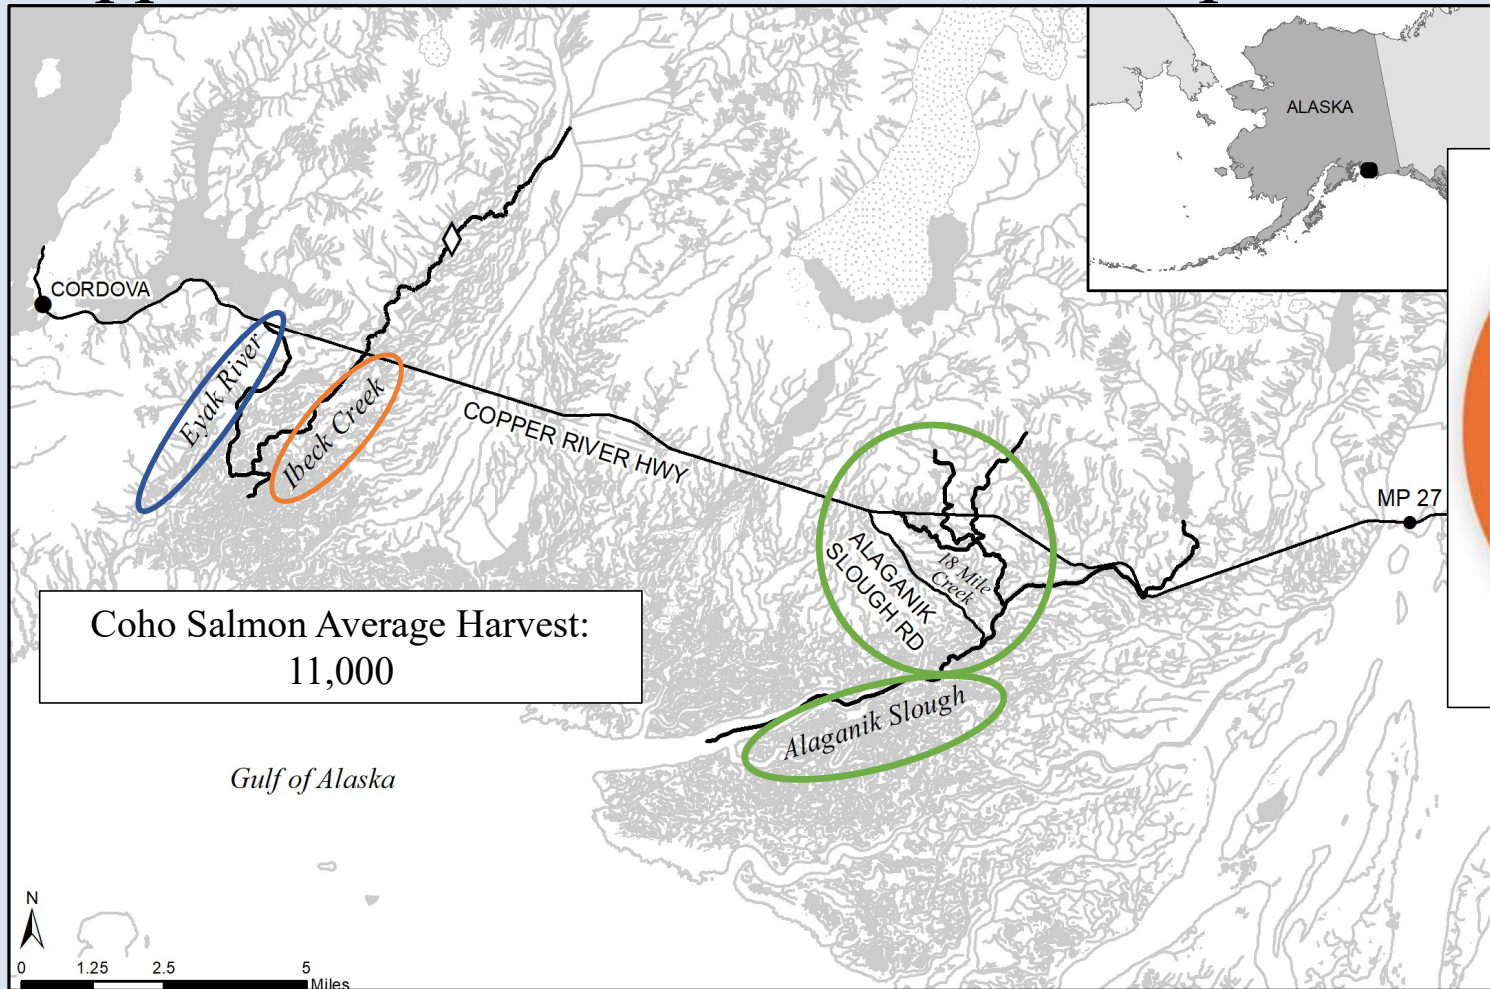 ALASKA
CORDOVA
Eyak River
Ibeck Creek
COPPER RIVER HWY
MP 27
ALAGANIK
SLOUGH RD
18 Mile
Creek
Coho Salmon Average Harvest:
11,000
Alaganik Slough
Gulf of Alaska
N
0 1.25 2.5 5
Miles